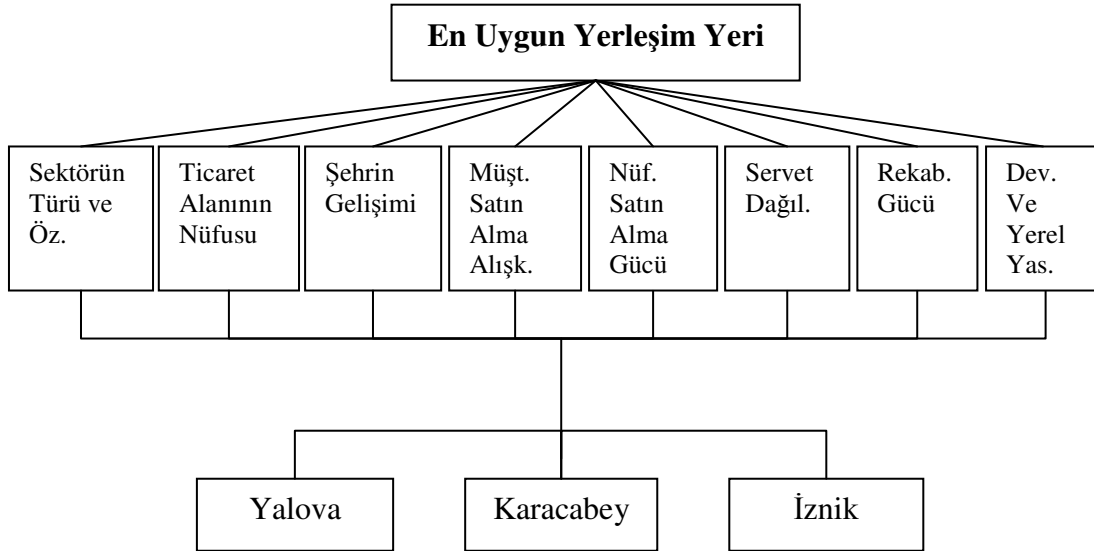 En Uygun Yerleşim Yeri
Sektörün
Türü ve
Öz.
Ticaret
Alanının
Nüfusu
Şehrin
Gelişimi
Müşt.
Satın
Alma
Alışk.
Nüf.
Satın
Alma
Gücü
Servet
Dağıl.
Rekab.
Gücü
Dev.
Ve
Yerel
Yas.
Yalova
Karacabey
İznik